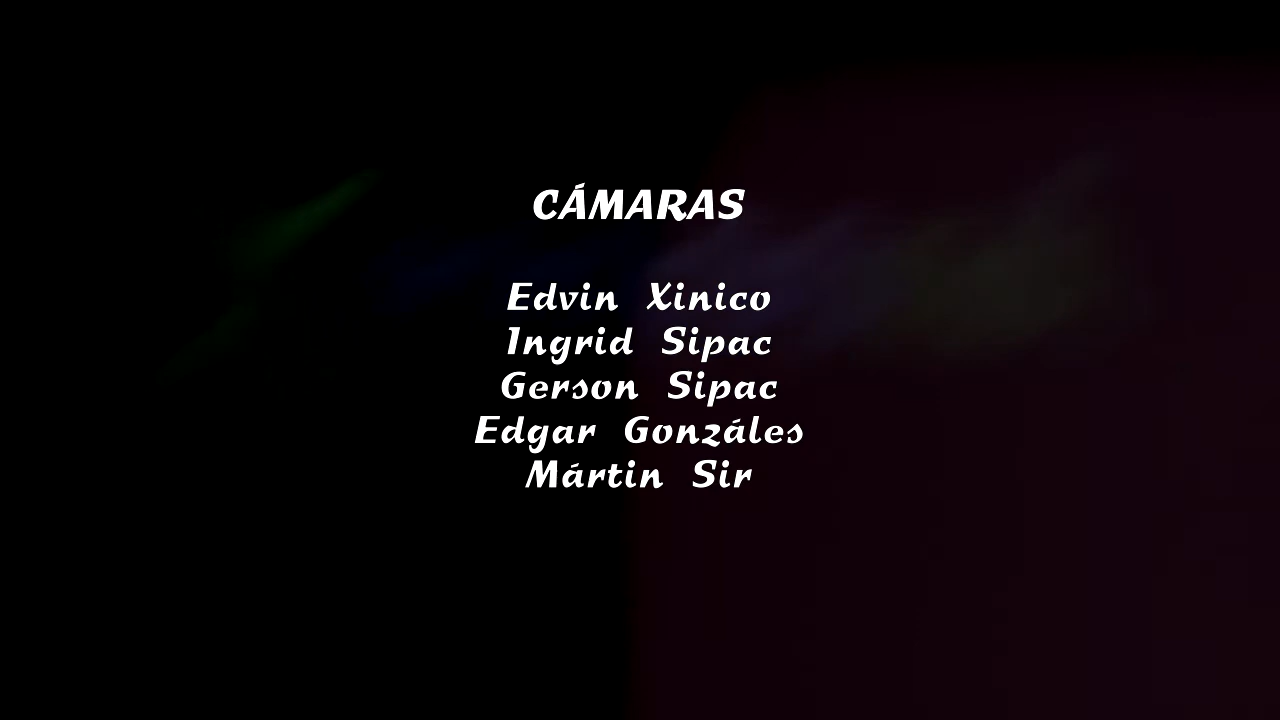 CÁMARAS
Edvin Xinico
Ingrid Sipac
Gerson Sipac
Edgar Gonzáles
Mártin Sir